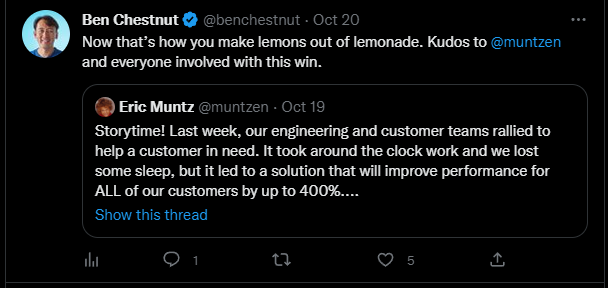 Ben Chestnut @benchestnut · Oct 20
Now that's how you make lemons out of lemonade. Kudos to @muntzen
and everyone involved with this win.
Eric Muntz @muntzen · Oct 19
Storytime! Last week, our engineering and customer teams rallied to
help a customer in need. It took around the clock work and we lost
some sleep, but it led to a solution that will improve performance for
ALL of our customers by up to 400%....
Show this thread
1
5